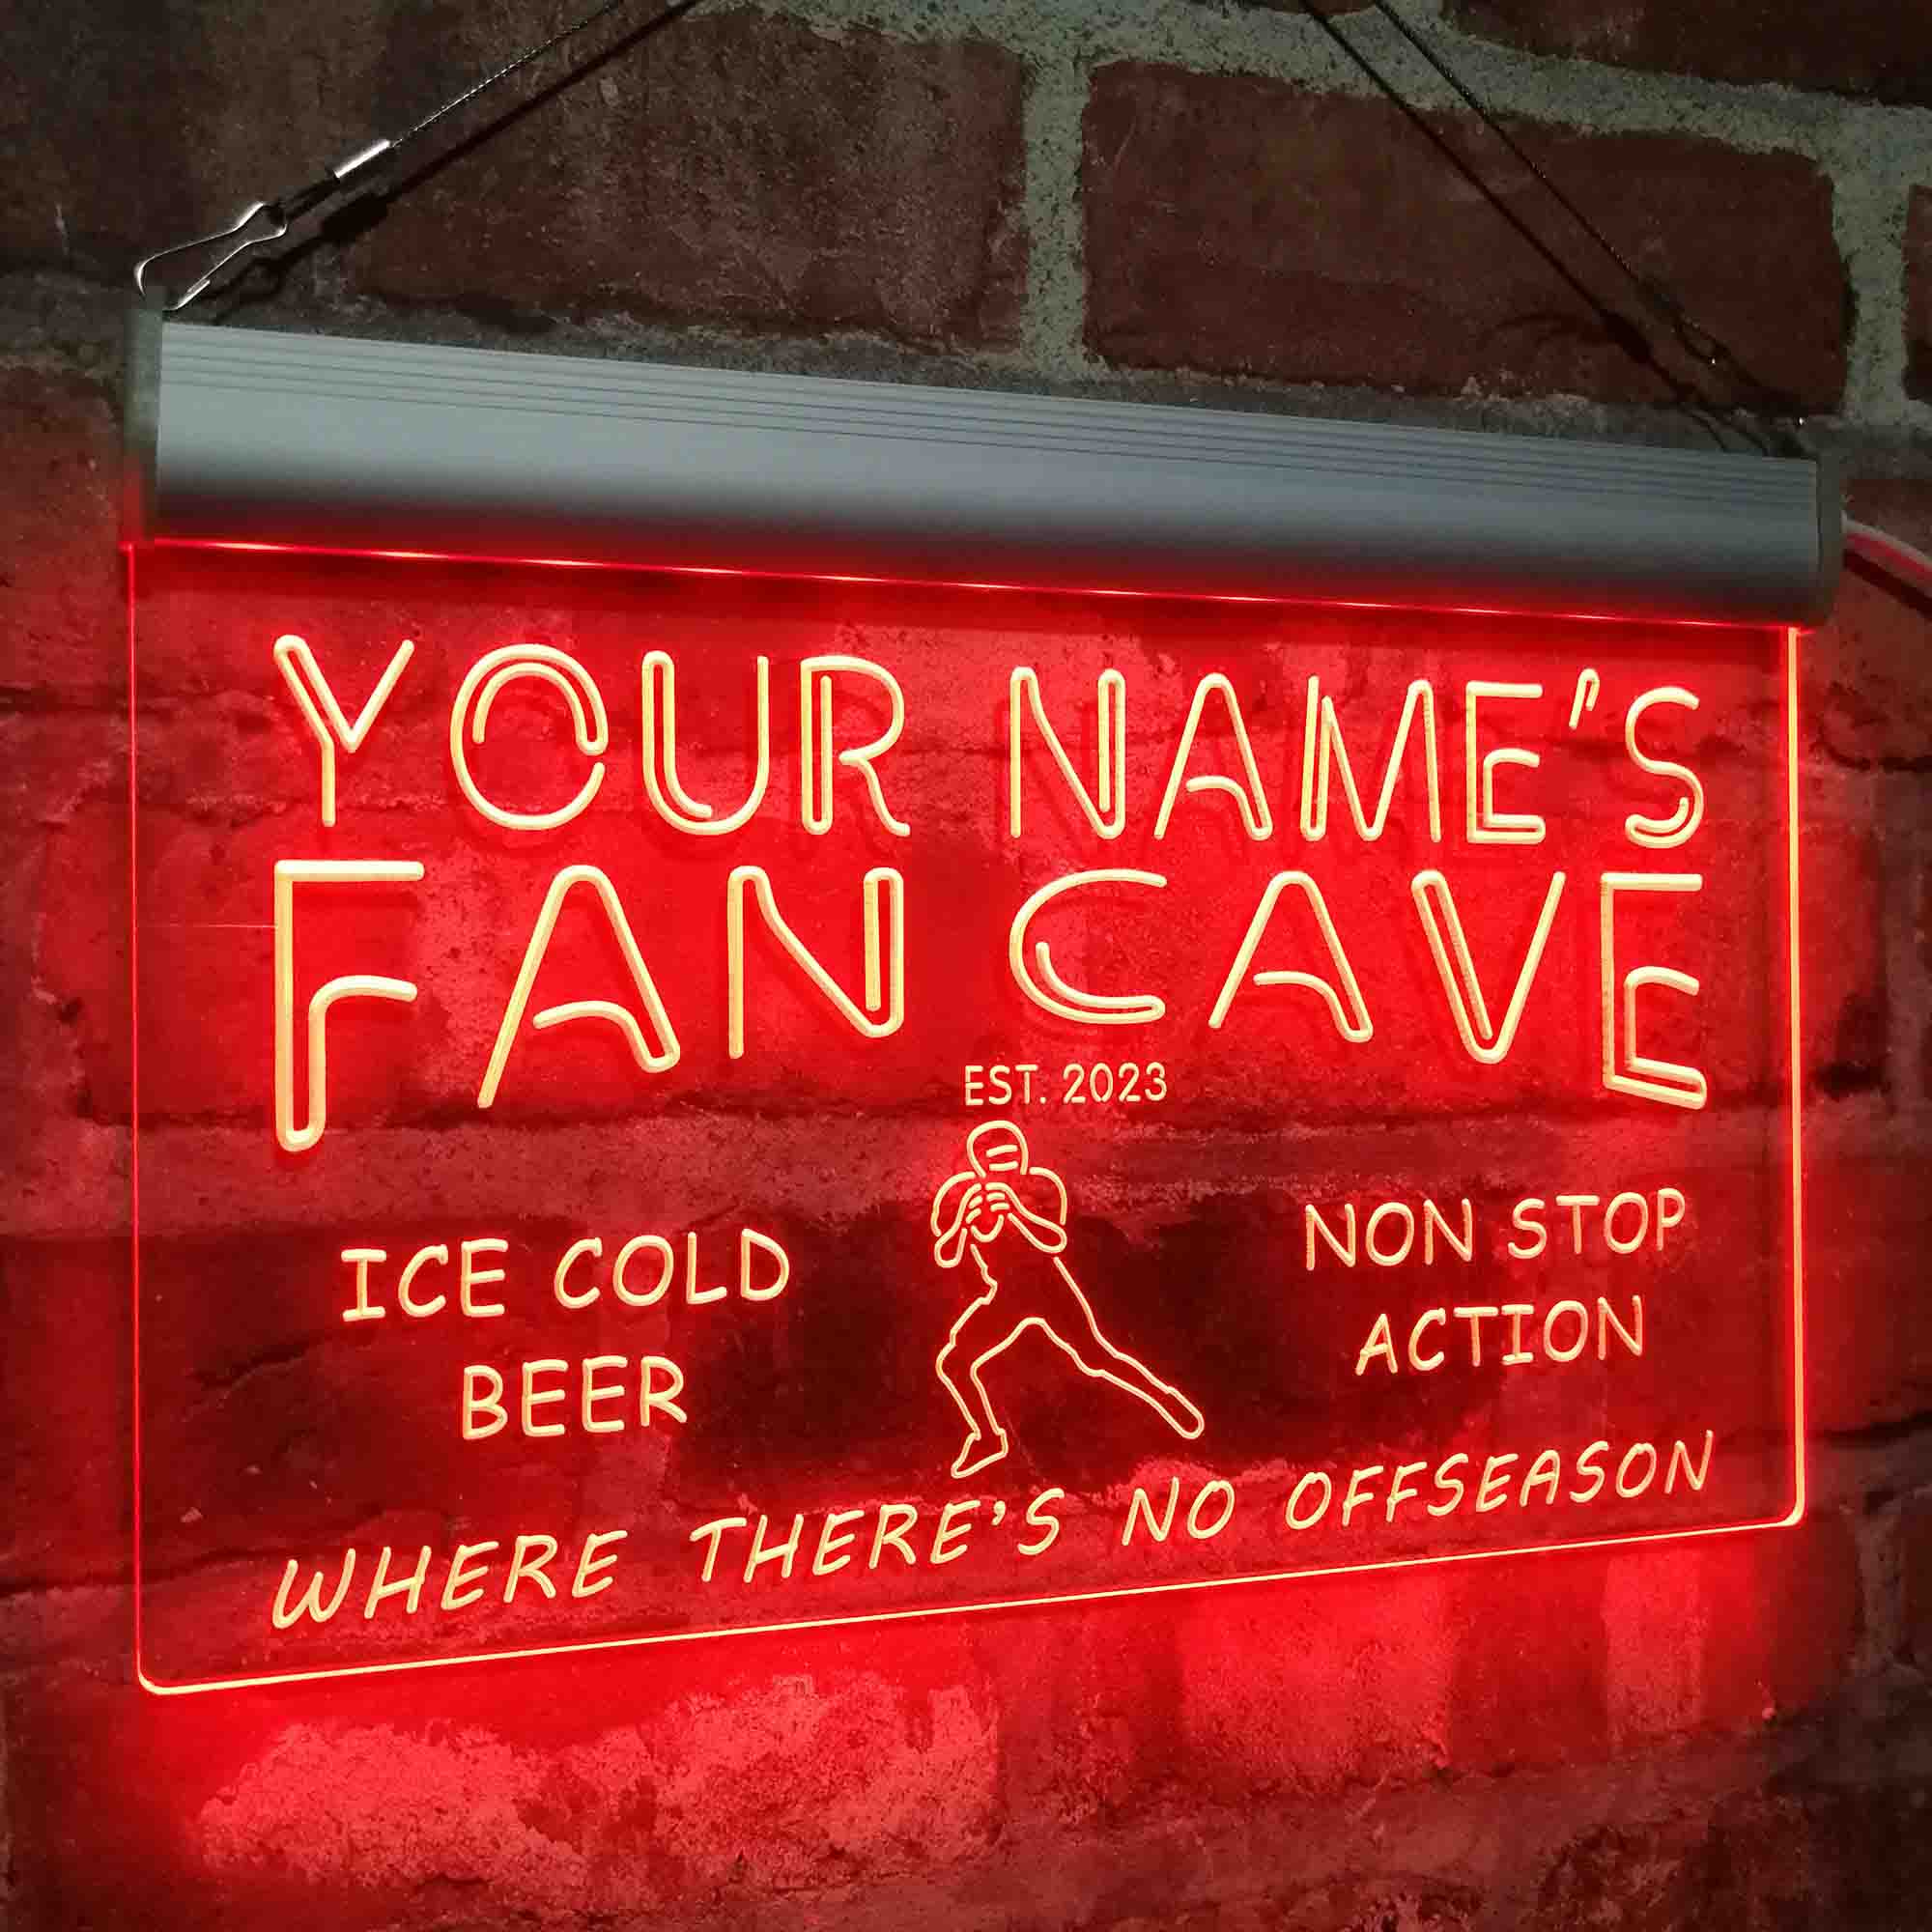 YOUR NAME'S
FAN CAVE
EST. 2023
ICE COLD
BEER
NON STOP
ACTION
WHERE THERE'S NO OFFSEASON